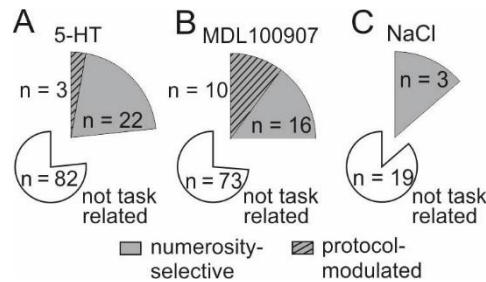 A
5-HT
n = 3
n = 22
n = 82
not task
related
B
MDL100907
n = 10
n = 16
n = 73
not task
related
C
NaCl
n = 3
n = 19
not task
related
numerosity-
selective
protocol-
modulated